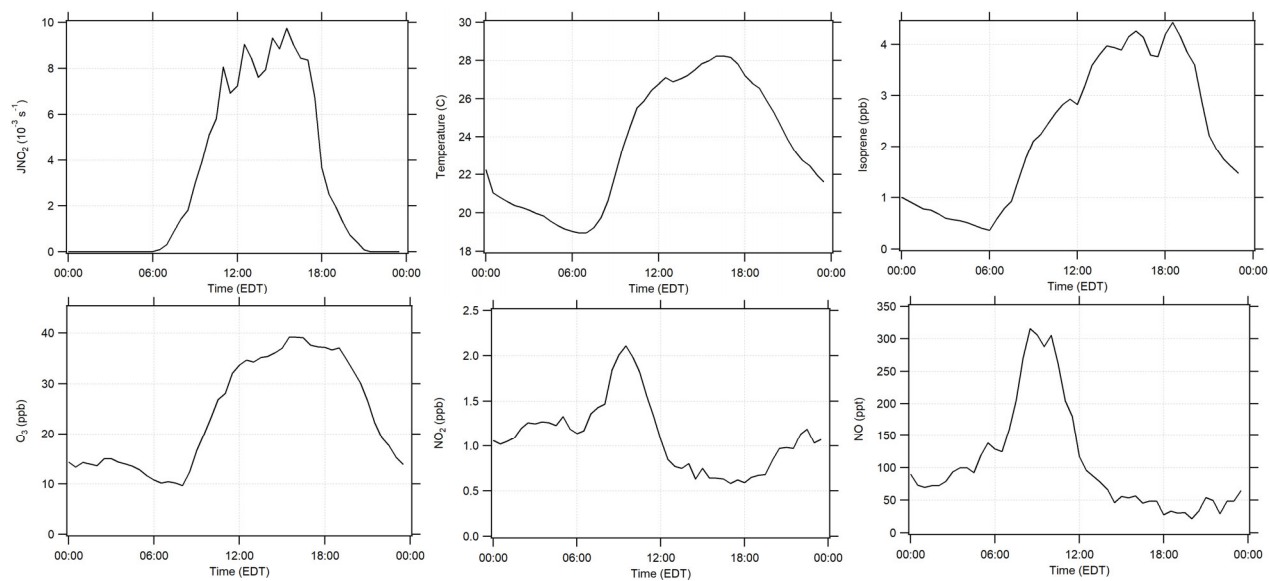 10
8
6
4
2
0
JNO2 (10-3 s-1)
00:00 06:00 12:00 18:00 00:00
Time (EDT)
30
28
26
24
22
20
18
Temperature (C)
00:00 06:00 12:00 18:00 00:00
Time (EDT)
4
3
2
1
0
Isoprene (ppb)
00:00 06:00 12:00 18:00 00:00
Time (EDT)
40
30
20
10
0
O3 (ppb)
00:00 06:00 12:00 18:00 00:00
Time (EDT)
2.5
2.0
1.5
1.0
0.5
0.0
NO2 (ppb)
00:00 06:00 12:00 18:00 00:00
Time (EDT)
350
300
250
200
150
100
50
0
NO (ppt)
00:00 06:00 12:00 18:00 00:00
Time (EDT)